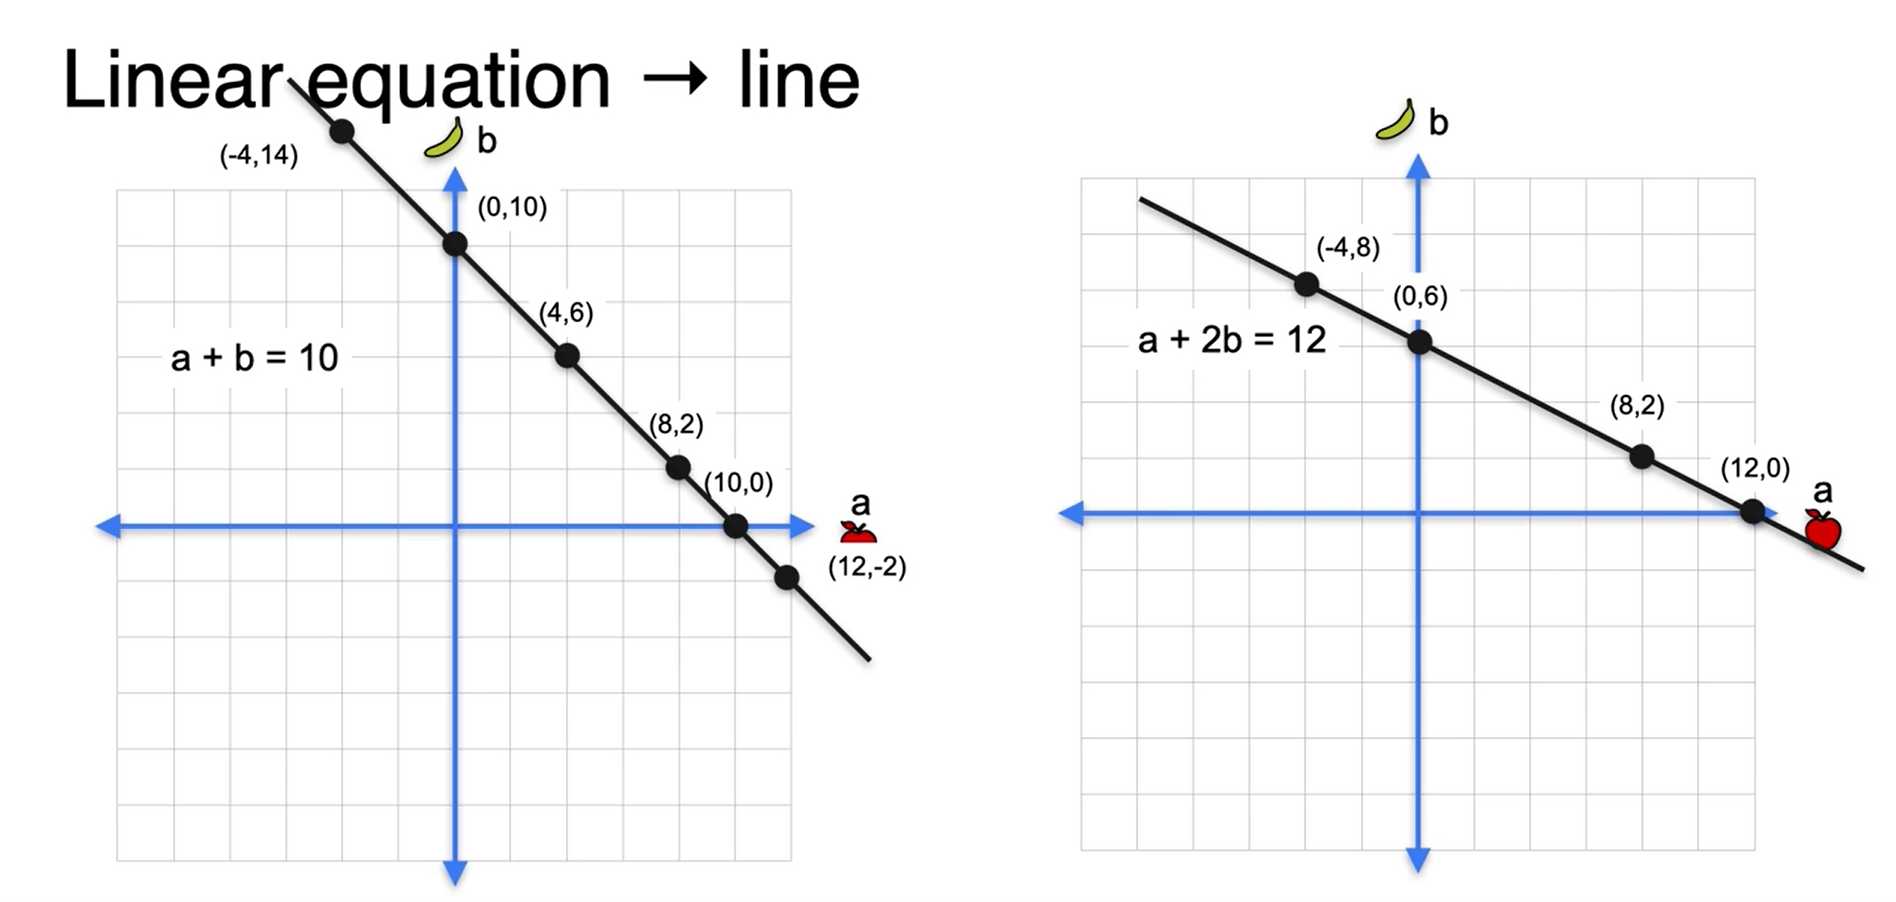 Linear equation → line
b
(-4,14)
(0,10)
(4,6)
a + b = 10
(8,2)
(10,0)
a
(12,-2)
b
(-4,8)
(0,6)
a + 2b = 12
(8,2)
(12,0)
a